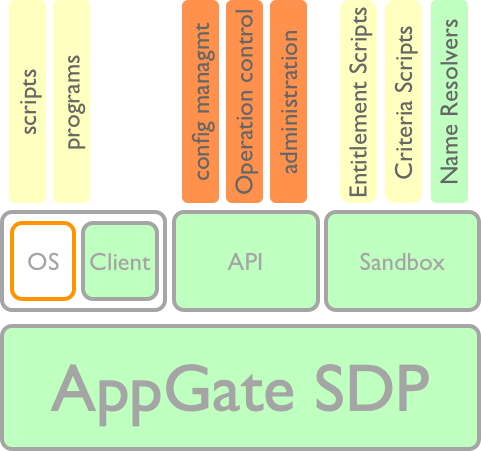 scripts
programs
config managmt
Operation control
administration
Entitlement Scripts
Criteria Scripts
Name Resolvers
OS
Client
API
Sandbox
AppGate SDP